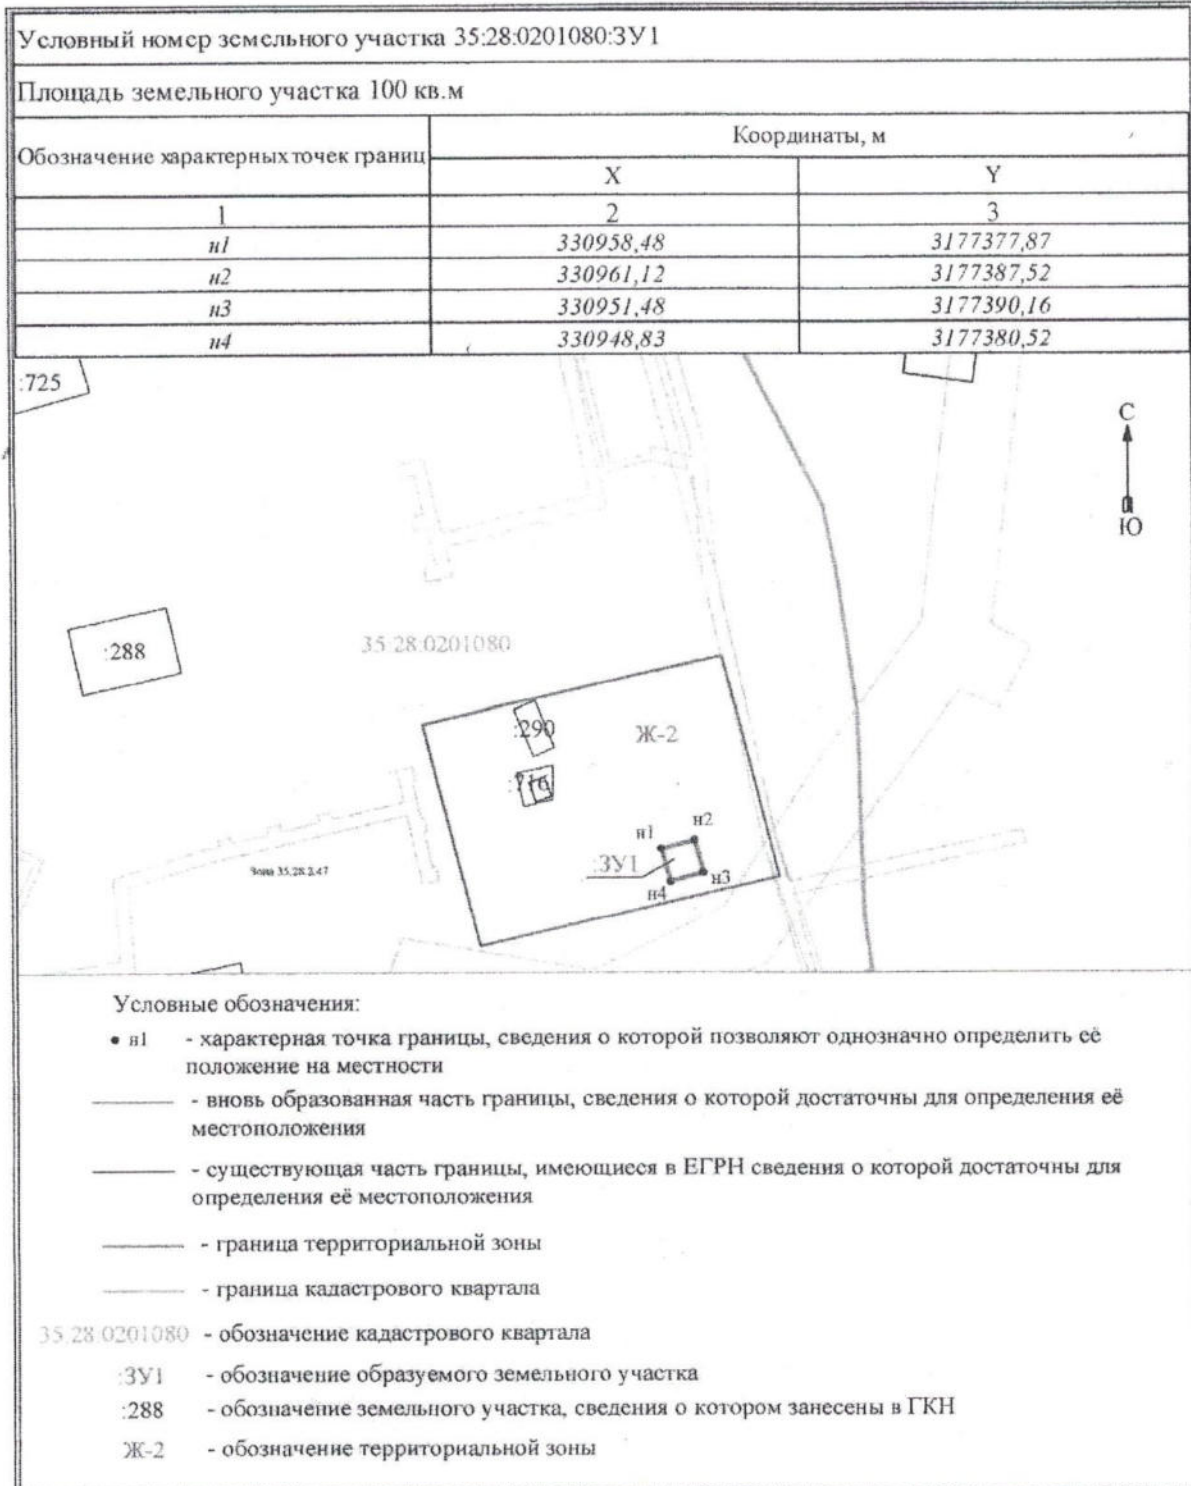 Условный номер земельного участка 35:28:0201080:ЗУ1
Площадь земельного участка 100 кв.м
Обозначение характерных точек границ
Координаты, м
X
Y
1
2
3
н1
330958,48
3177377,87
н2
330961,12
3177387,52
н3
330951,48
3177390,16
н4
330948,83
3177380,52
:725
С
Ю
:288
35:28:0201080
:290
Ж-2
:716
н1
н2
:ЗУ1
н3
н4
Зона 35.28.2.47
Условные обозначения:
• н1 - характерная точка границы, сведения о которой позволяют однозначно определить её
положение на местности
- вновь образованная часть границы, сведения о которой достаточны для определения её
местоположения
- существующая часть границы, имеющиеся в ЕГРН сведения о которой достаточны для
определения её местоположения
- граница территориальной зоны
- граница кадастрового квартала
35:28:0201080 - обозначение кадастрового квартала
:ЗУ1 - обозначение образуемого земельного участка
:288 - обозначение земельного участка, сведения о котором занесены в ГКН
Ж-2 - обозначение территориальной зоны